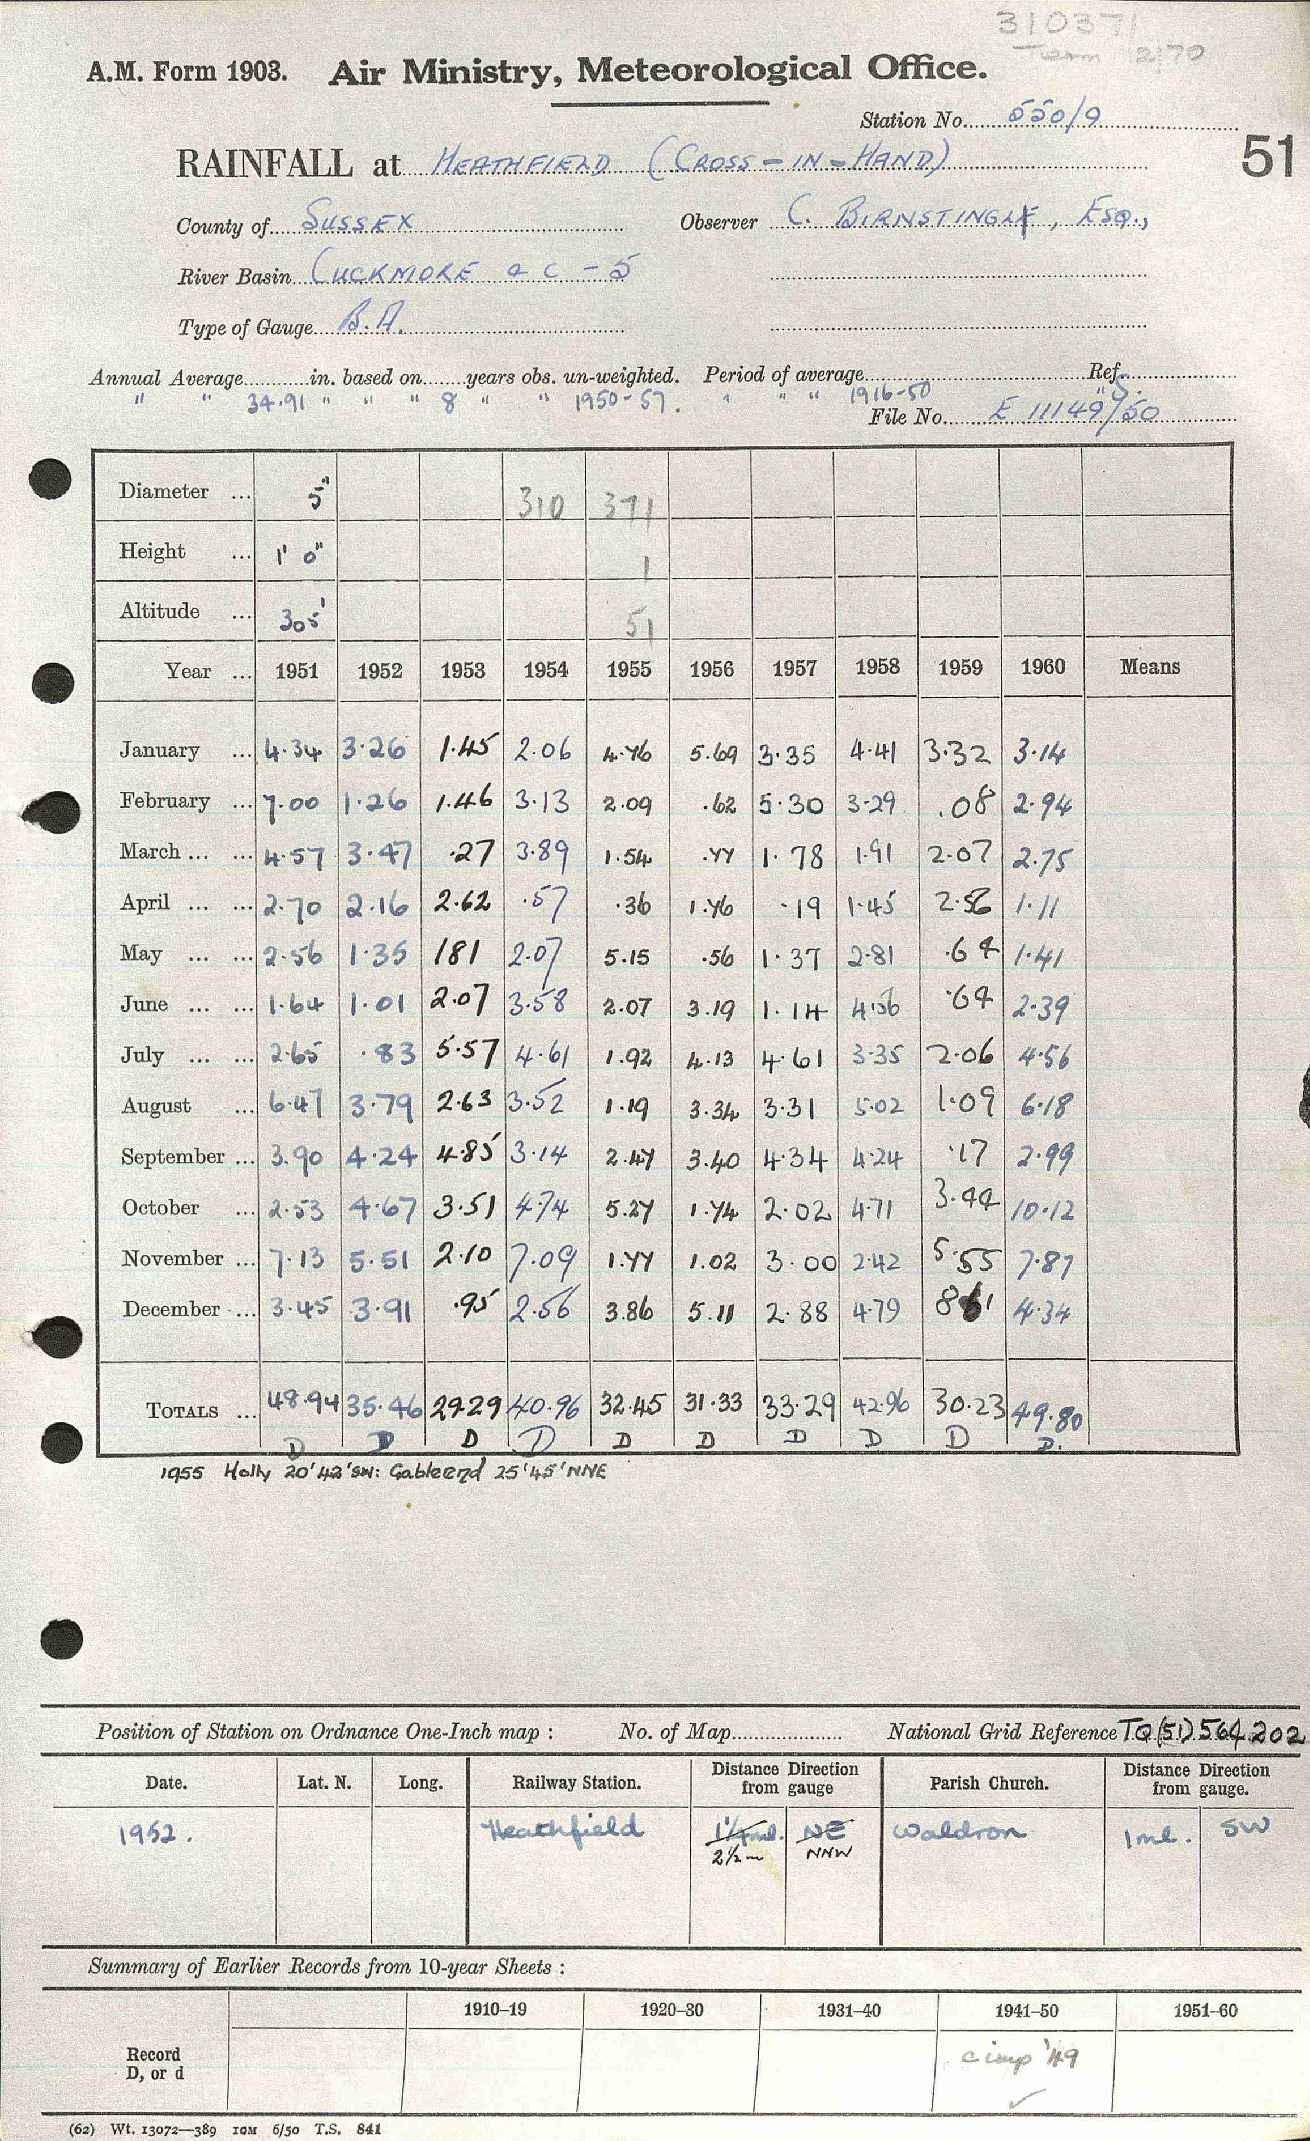 310371
2/70
A.M. Form 1903. Air Ministry, Meteorological Office.
Station No. 550/9
51
RAINFALL at HEATHFIELD (CROSS-IN-HAND)
County of SUSSEX Observer C. BIRNSTINGL, ESQ.,
River Basin CUCKMORE &c - 5
Type of Gauge B.A.
Annual Average in. based on years obs. un-weighted. Period of average Ref.
" " 34.91 " " " 8 " " 1950-57. " " " 1916-50 " 5.
File No. E 11149/50
Diameter ... 5" 310 371
Height ... 1' 0" 1
Altitude ... 305' 51
Year ... 1951 1952 1953 1954 1955 1956 1957 1958 1959 1960 Means
January ... 4.34 3.26 1.45 2.06 4.76 5.69 3.35 4.41 3.32 3.14
February ... 7.00 1.26 1.46 3.13 2.09 .62 5.30 3.29 .08 2.94
March ... ... 4.57 3.47 .27 3.89 1.54 .77 1.78 1.91 2.07 2.75
April ... ... 2.70 2.16 2.62 .57 .36 1.76 .19 1.45 2.56 1.11
May ... ... 2.56 1.35 181 2.07 5.15 .56 1.37 2.81 .64 1.41
June ... ... 1.64 1.01 2.07 3.58 2.07 3.19 1.14 4.56 .64 2.39
July ... ... 2.65 .83 5.57 4.61 1.92 4.13 4.61 3.35 2.06 4.56
August ... 6.47 3.79 2.63 3.52 1.19 3.34 3.31 5.02 1.09 6.18
September ... 3.90 4.24 4.85 3.14 2.47 3.40 4.34 4.24 .17 2.99
October ... 2.53 4.67 3.51 4.74 5.27 1.74 2.02 4.71 3.44 10.12
November ... 7.13 5.51 2.10 7.09 1.77 1.02 3.00 2.42 5.55 7.87
December ... 3.45 3.91 .95 2.56 3.86 5.11 2.88 4.79 8.61 4.34
TOTALS ... 48.94 35.46 29.29 40.96 32.45 31.33 33.29 42.96 30.23 49.80
D D D D D D D D D D.
1955 Holly 20'42'SW: Gableend 25'45'NNE
Position of Station on Ordnance One-Inch map : No. of Map National Grid Reference TQ(51)564.202
Date. Lat. N. Long. Railway Station. Distance from gauge Direction Parish Church. Distance from gauge. Direction
1952. Heathfield 1¼ml. NE Waldron 1ml. SW
2½m NNW
Summary of Earlier Records from 10-year Sheets :
1910–19 1920–30 1931–40 1941–50 1951–60
Record
D, or d
c imp '49
(62) Wt. 13072—389 10M 6/50 T.S. 841